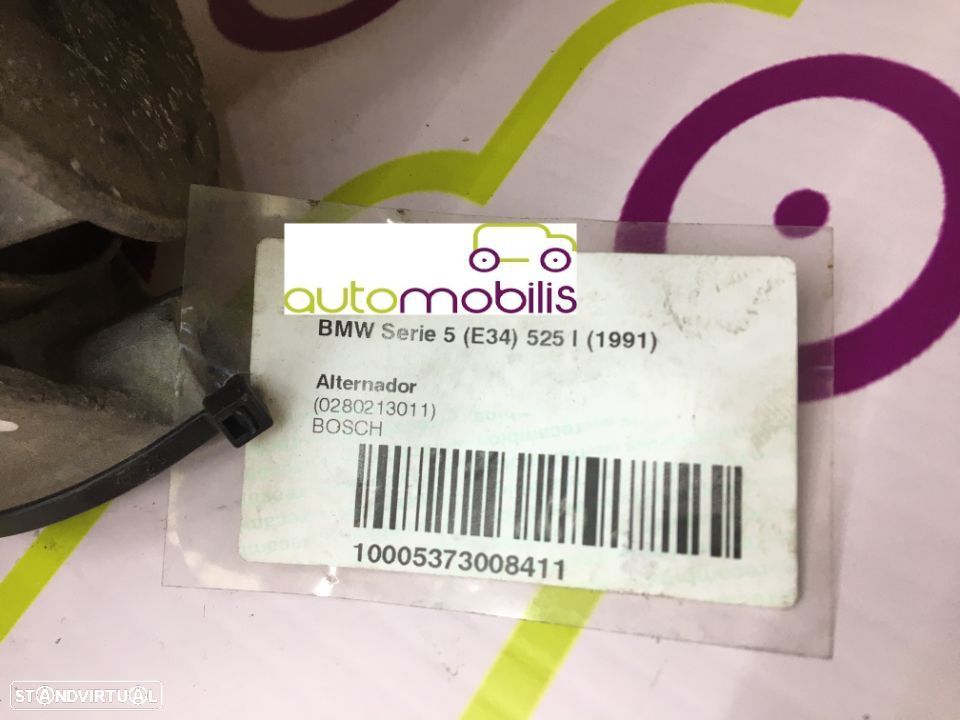 automobilis
BMW Serie 5 (E34) 525 I (1991)
Alternador
(0280213011)
BOSCH
10005373008411
STANDVIRTUAL